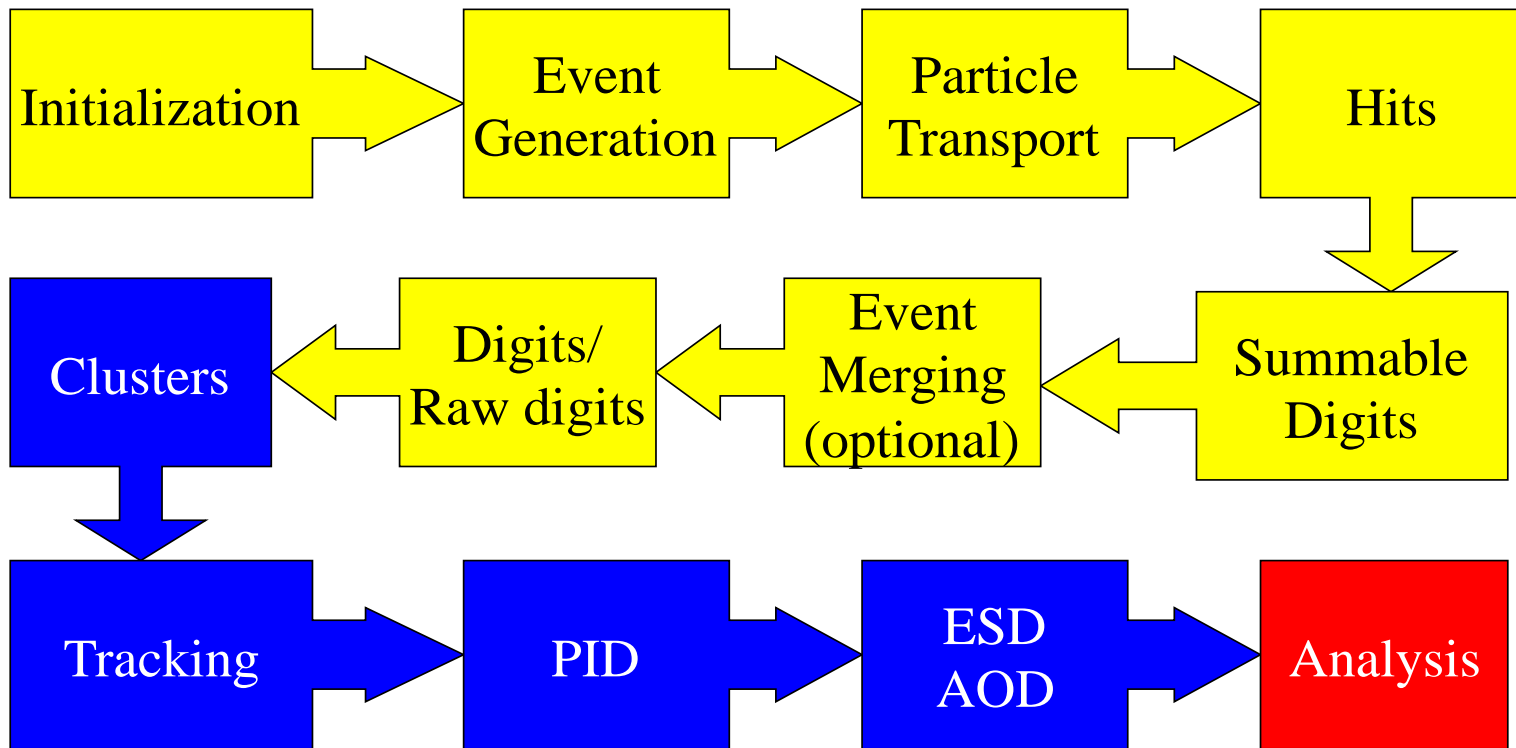 Initialization
Event
Generation
Particle
Transport
Hits
Summable
Digits
Event
Merging
(optional)
Digits/
Raw digits
Clusters
Tracking
PID
ESD
AOD
Analysis